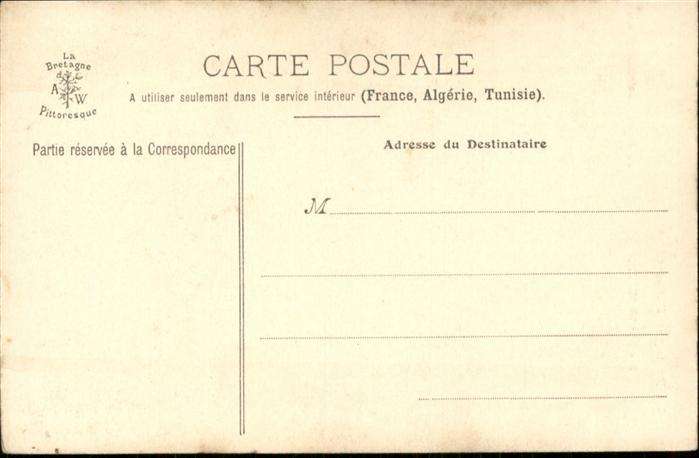 La
Bretagne
A W
Pittoresque
CARTE POSTALE
A utiliser seulement dans le service intérieur (France, Algérie, Tunisie).
Partie réservée à la Correspondance
Adresse du Destinataire
M